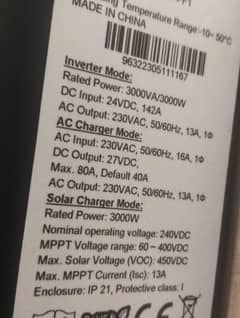 ng Temperature Range:-10~50°C
MADE IN CHINA
96322305111167
Inverter Mode:
Rated Power: 3000VA/3000W
DC Input: 24VDC, 142A
AC Output: 230VAC, 50/60Hz, 13A, 1Φ
AC Charger Mode:
AC Input: 230VAC, 50/60Hz, 16A, 1Φ
DC Output: 27VDC,
Max. 80A, Default 40A
AC Output: 230VAC, 50/60Hz, 13A, 1Φ
Solar Charger Mode:
Rated Power: 3000W
Nominal operating voltage: 240VDC
MPPT Voltage range: 60~400VDC
Max. Solar Voltage (VOC): 450VDC
Max. MPPT Current (Isc): 13A
Enclosure: IP 21, Protective class: I
CE